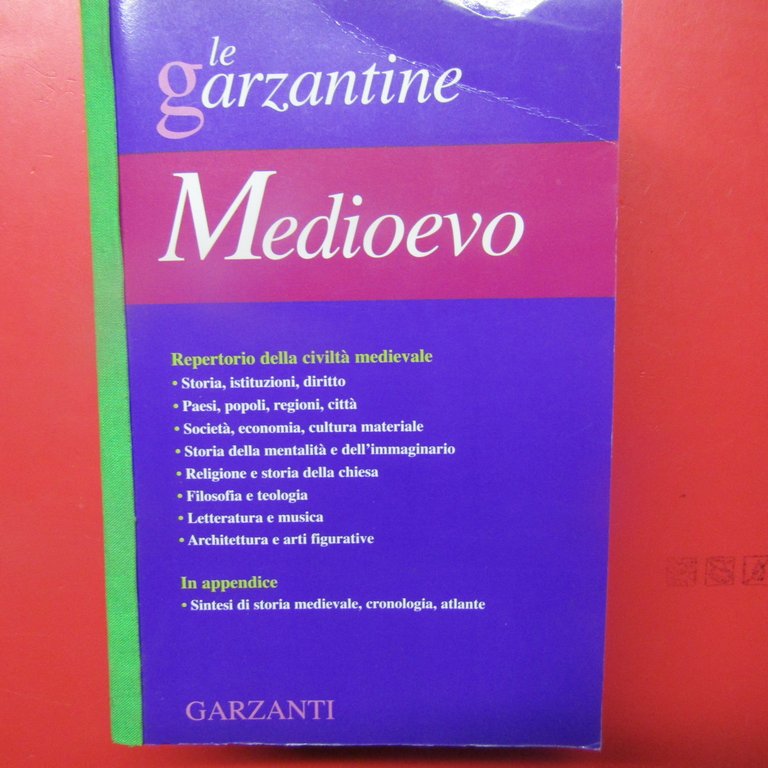 le
garzantine
Medioevo
Repertorio della civiltà medievale
• Storia, istituzioni, diritto
• Paesi, popoli, regioni, città
• Società, economia, cultura materiale
• Storia della mentalità e dell'immaginario
• Religione e storia della chiesa
• Filosofia e teologia
• Letteratura e musica
• Architettura e arti figurative
In appendice
• Sintesi di storia medievale, cronologia, atlante
GARZANTI